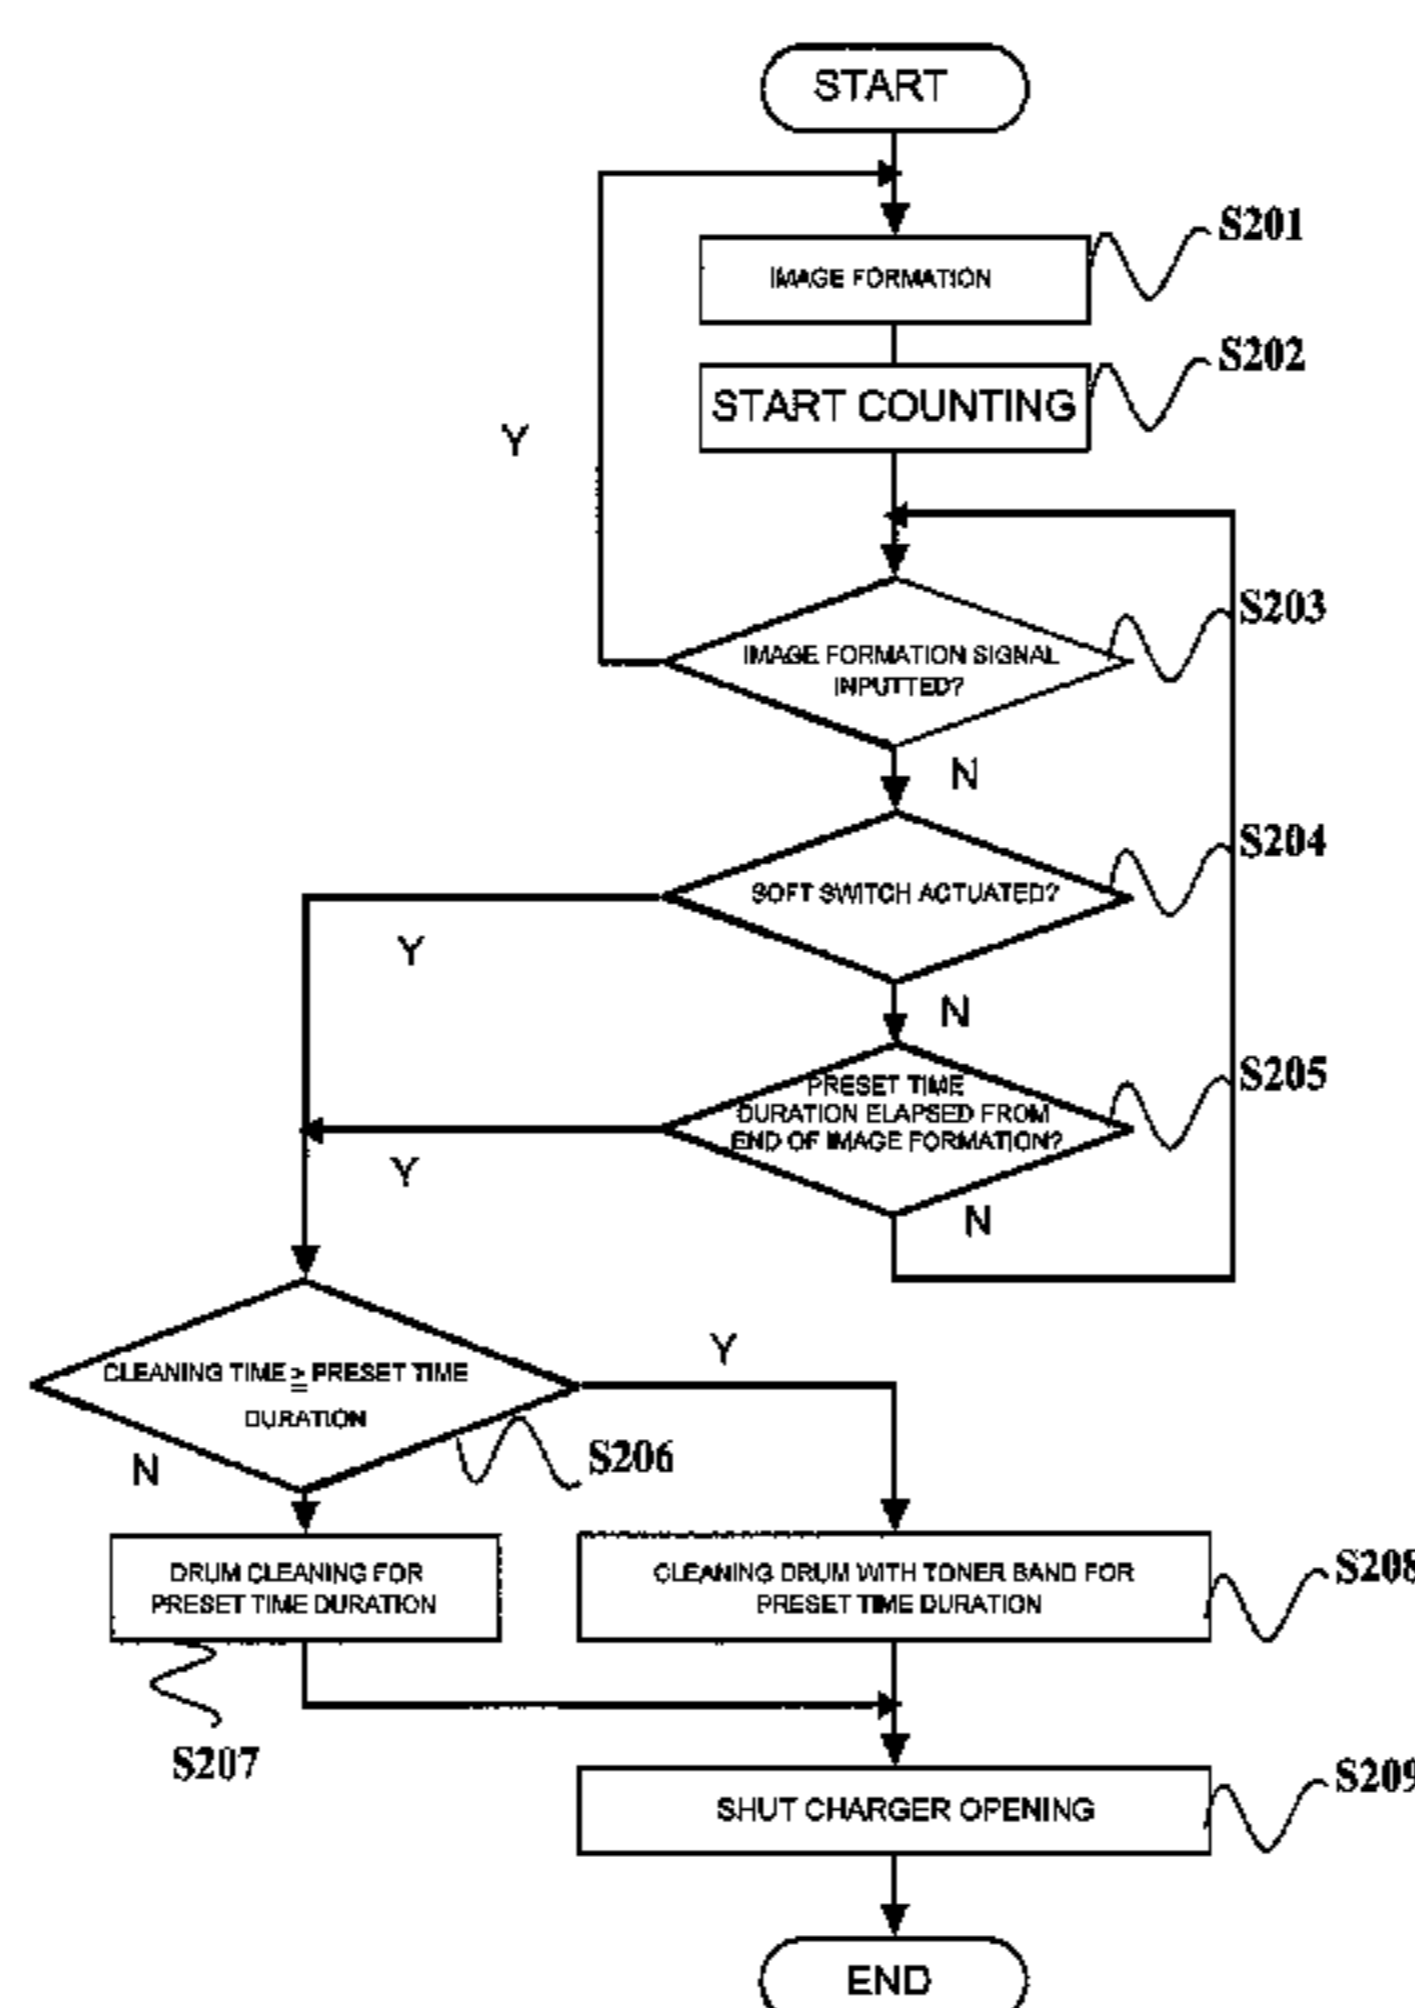 START
S201
IMAGE FORMATION
S202
START COUNTING
Y
S203
IMAGE FORMATION SIGNAL
INPUTTED?
N
S204
SOFT SWITCH ACTUATED?
Y
N
S205
PRESET TIME
DURATION ELAPSED FROM
END OF IMAGE FORMATION?
Y
N
Y
CLEANING TIME ≧ PRESET TIME
DURATION
N
S206
DRUM CLEANING FOR
PRESET TIME DURATION
CLEANING DRUM WITH TONER BAND FOR
PRESET TIME DURATION
S208
S207
S209
SHUT CHARGER OPENING
END